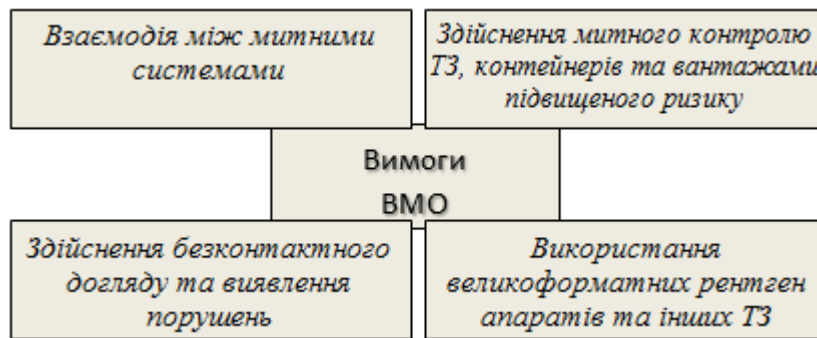 Взаємодія між митними
системами
Здійснення митного контролю
ТЗ, контейнерів та вантажами
підвищеного ризику
Вимоги
ВМО
Здійснення безконтактного
догляду та виявлення
порушень
Використання
великоформатних рентген
апаратів та інших ТЗ